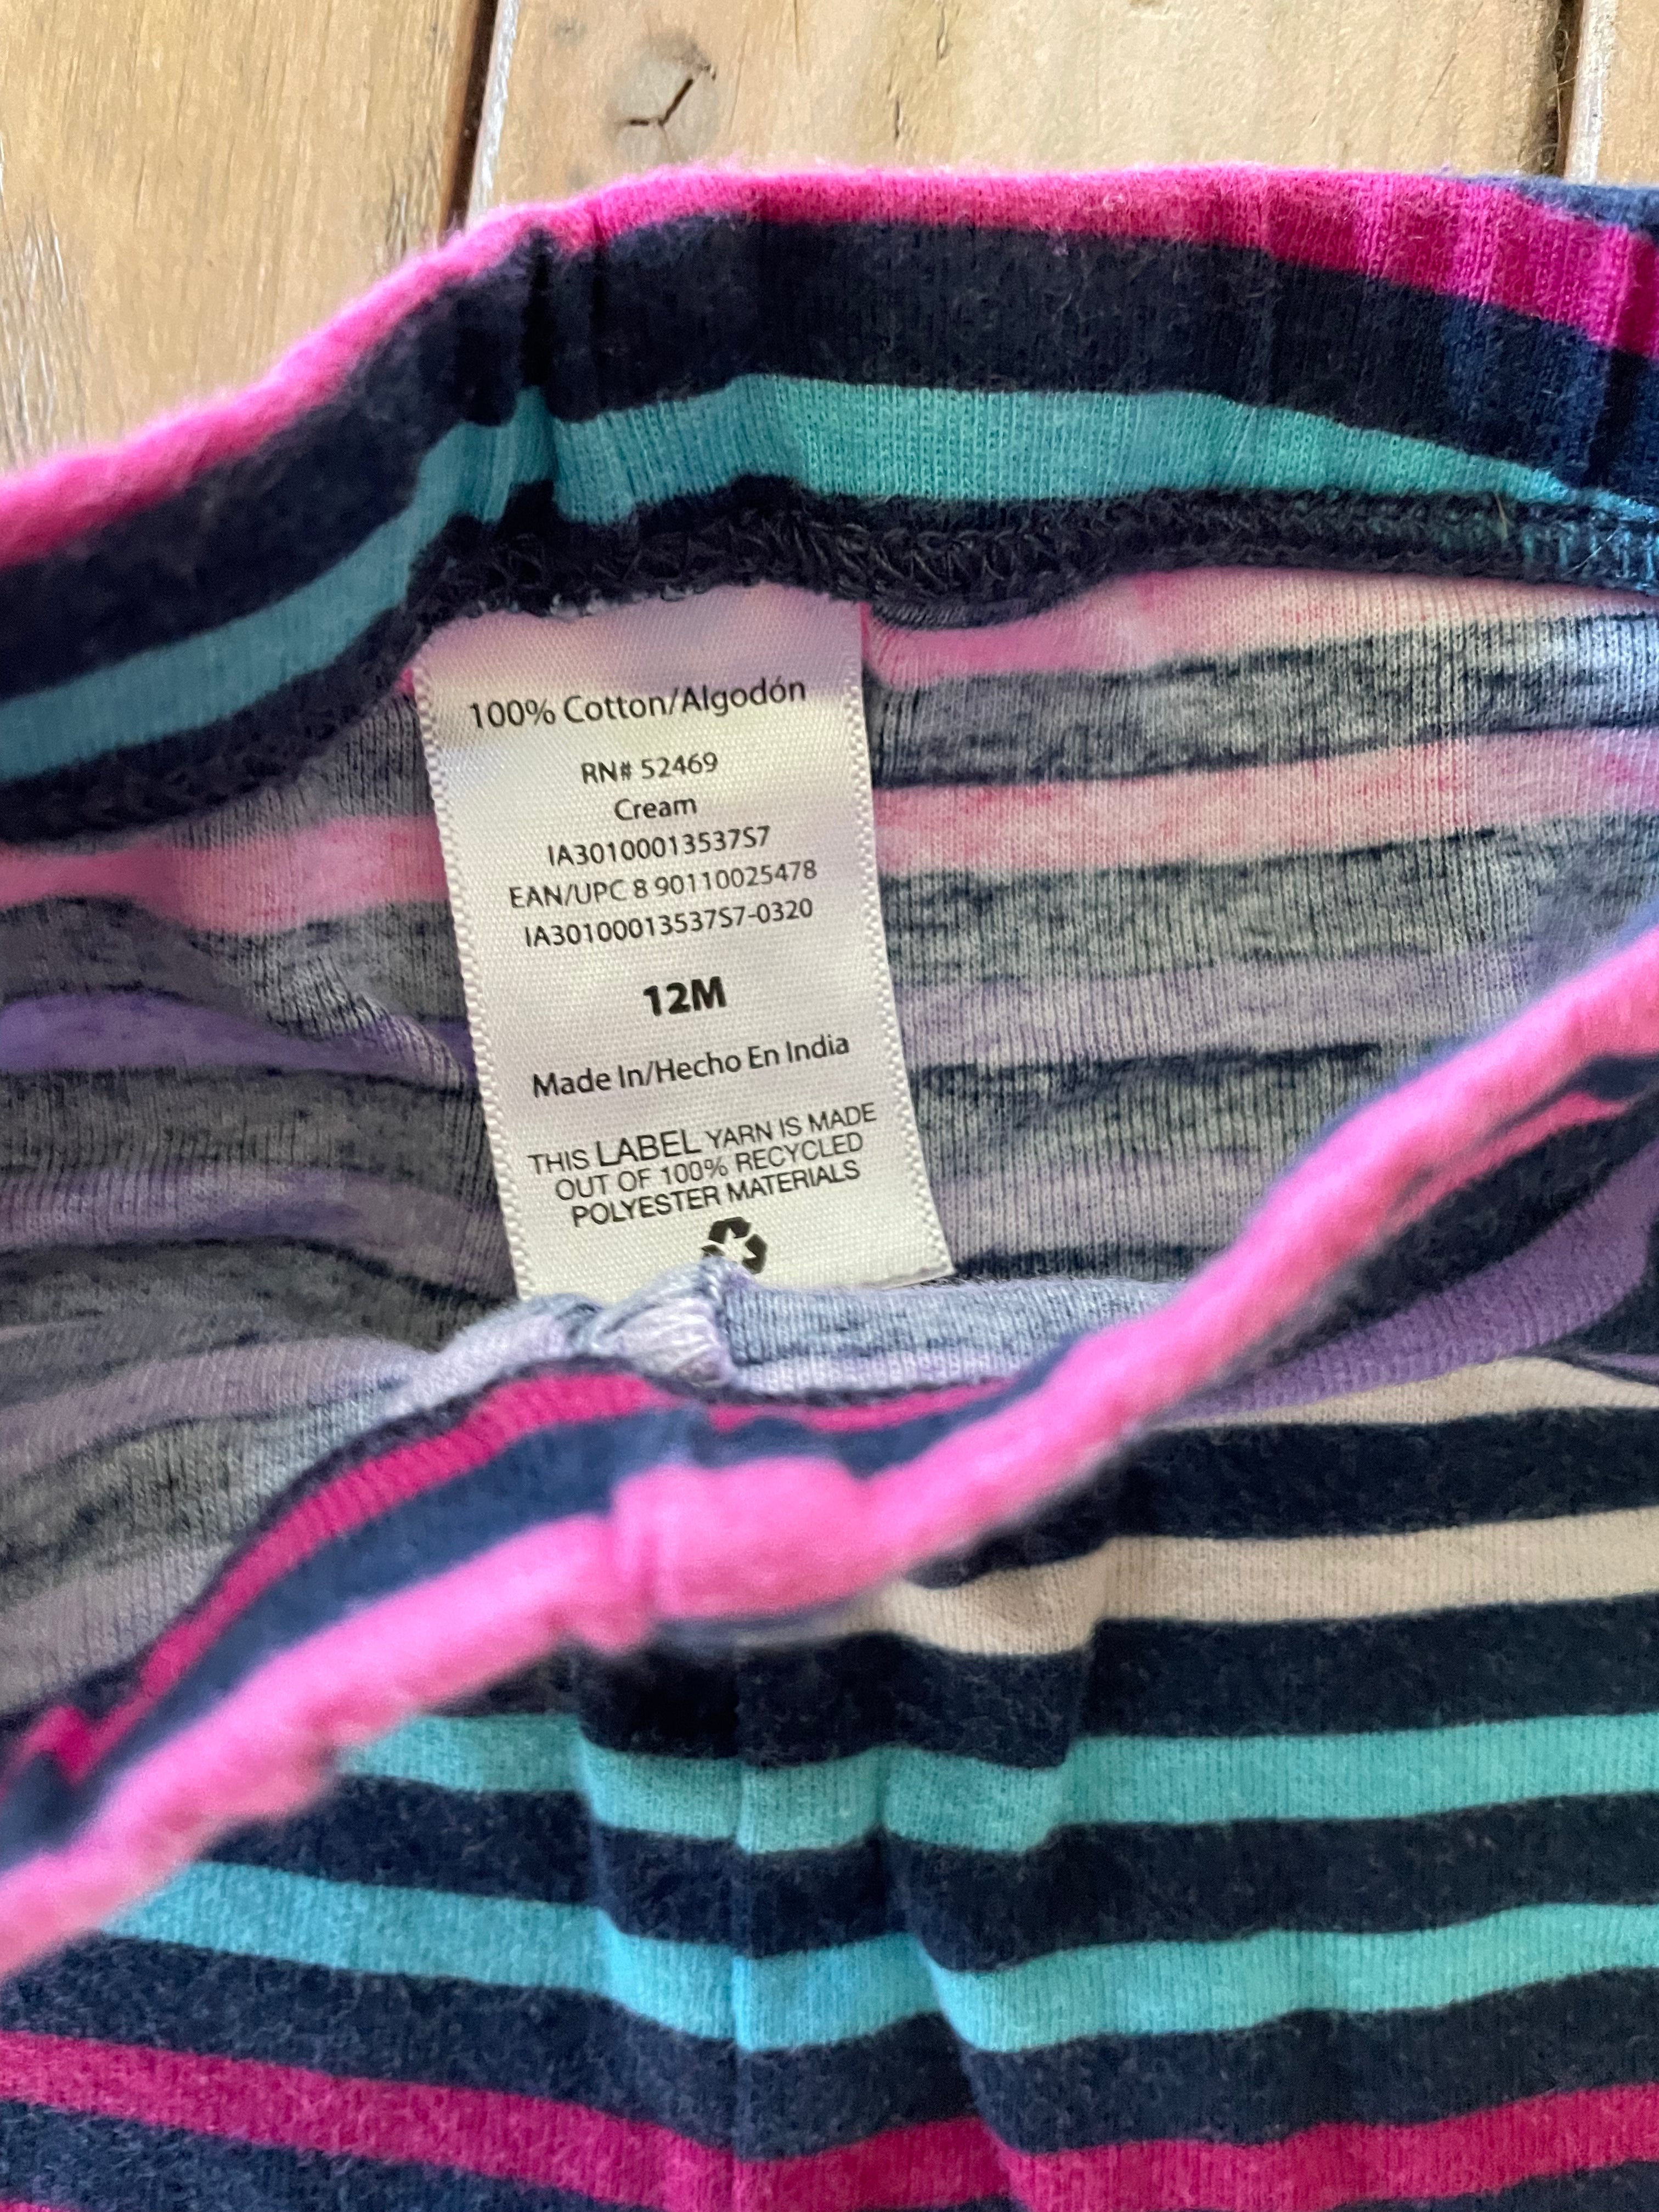 100% Cotton/Algodón
RN# 52469
Cream
IA30100013537S7
EAN/UPC 8 90110025478
IA30100013537S7-0320
12M
Made In/Hecho En India
THIS LABEL YARN IS MADE
OUT OF 100% RECYCLED
POLYESTER MATERIALS